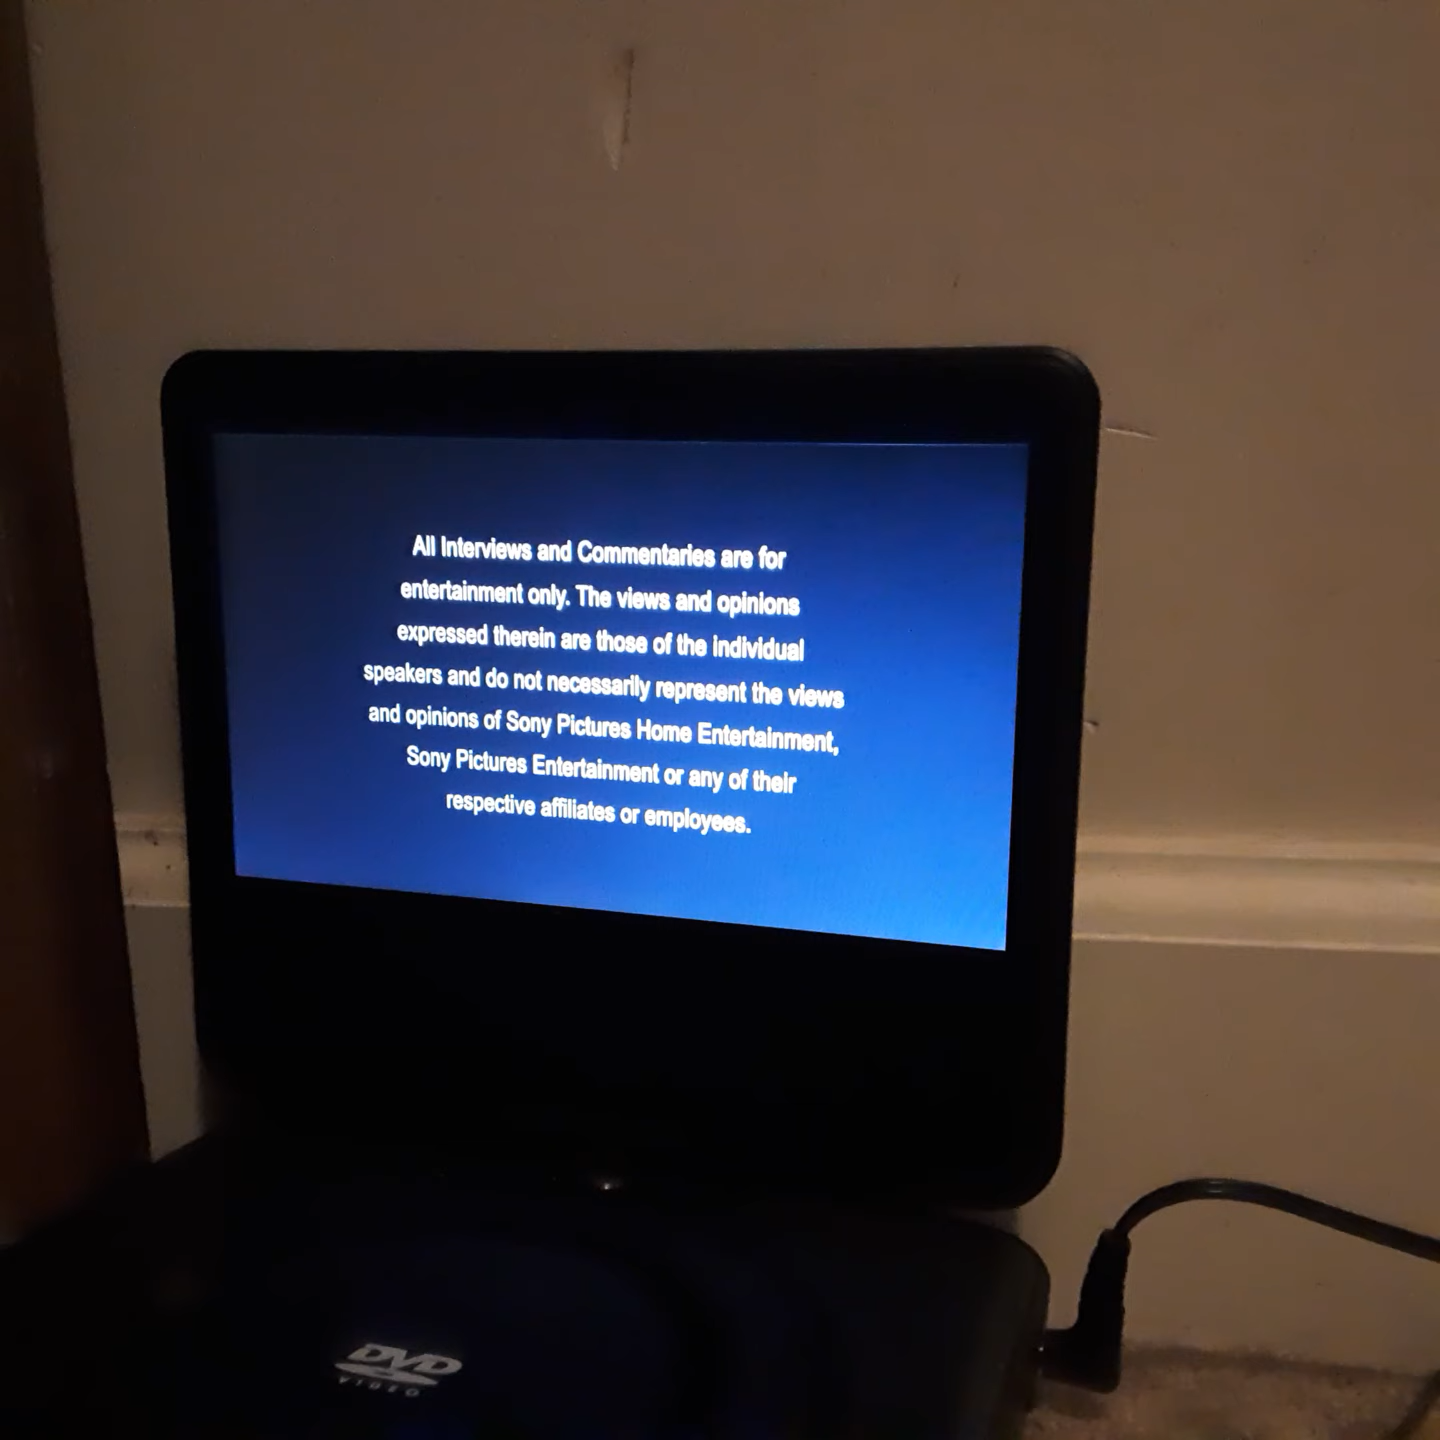 All Interviews and Commentaries are for
entertainment only. The views and opinions
expressed therein are those of the individual
speakers and do not necessarily represent the views
and opinions of Sony Pictures Home Entertainment,
Sony Pictures Entertainment or any of their
respective affiliates or employees.
DVD
VIDEO